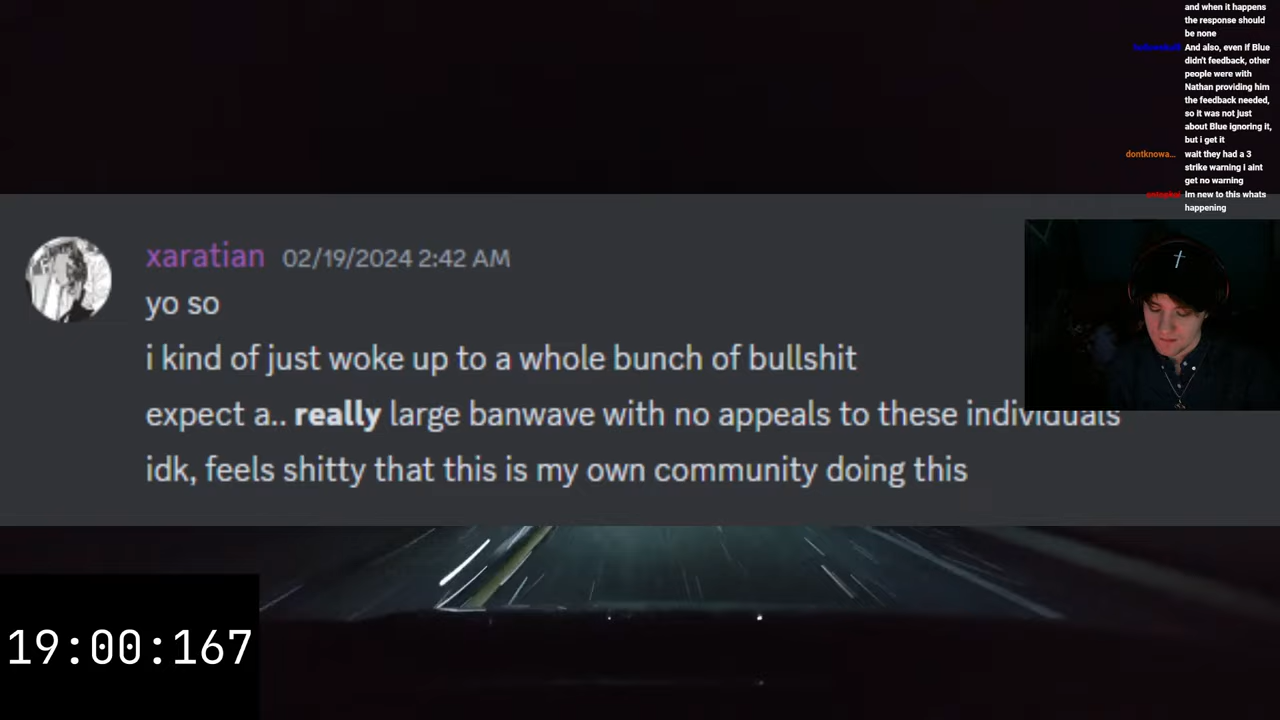 and when it happens
the response should
be none
And also, even if Blue
didn't feedback, other
people were with
Nathan providing him
the feedback needed,
so it was not just
about Blue ignoring it,
but i get it
dontknowa... wait they had a 3
strike warning i aint
get no warning
Im new to this whats
happening
xaratian 02/19/2024 2:42 AM
yo so
i kind of just woke up to a whole bunch of bullshit
expect a.. really large banwave with no appeals to these individuals
idk, feels shitty that this is my own community doing this
19:00:167